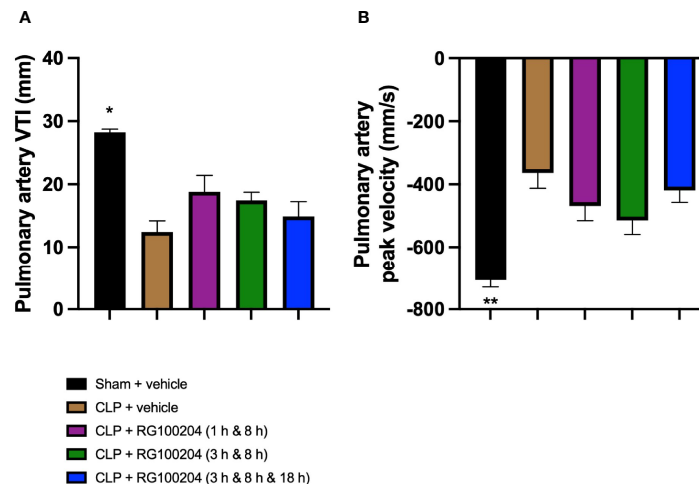 A
B
Pulmonary artery VTI (mm)
40
30
20
10
0
*
Pulmonary artery
peak velocity (mm/s)
0
-200
-400
-600
-800
**
Sham + vehicle
CLP + vehicle
CLP + RG100204 (1 h & 8 h)
CLP + RG100204 (3 h & 8 h)
CLP + RG100204 (3 h & 8 h & 18 h)